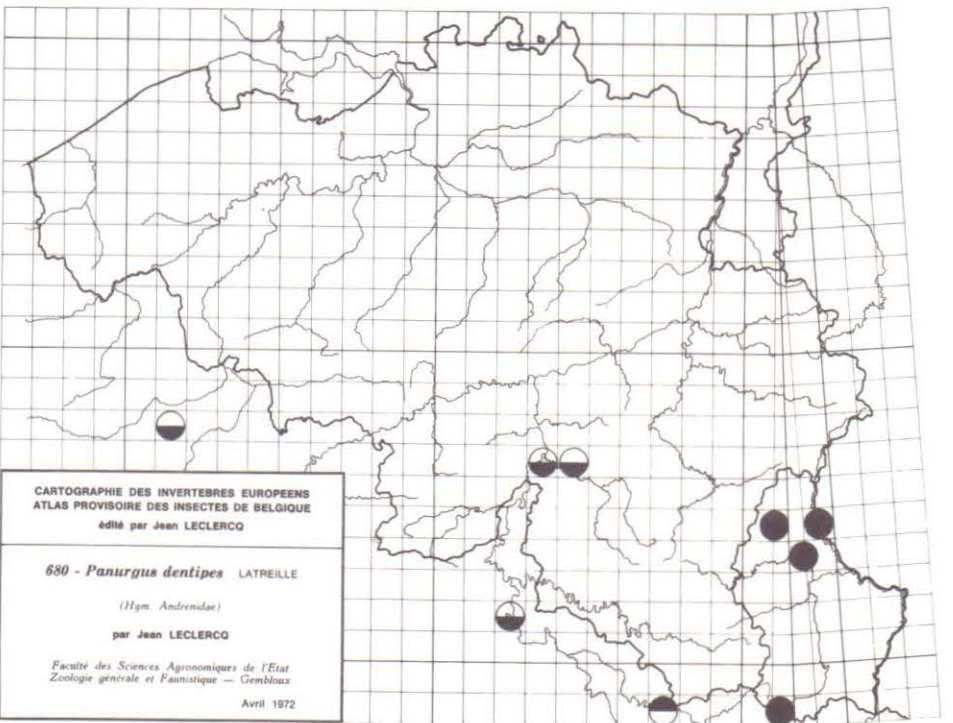 CARTOGRAPHIE DES INVERTEBRES EUROPEENS
ATLAS PROVISOIRE DES INSECTES DE BELGIQUE
édité par Jean LECLERCQ
680 - Panurgus dentipes LATREILLE
(Hym. Andrenidae)
par Jean LECLERCQ
Faculté des Sciences Agronomiques de l'Etat
Zoologie générale et Faunistique — Gembloux
Avril 1972